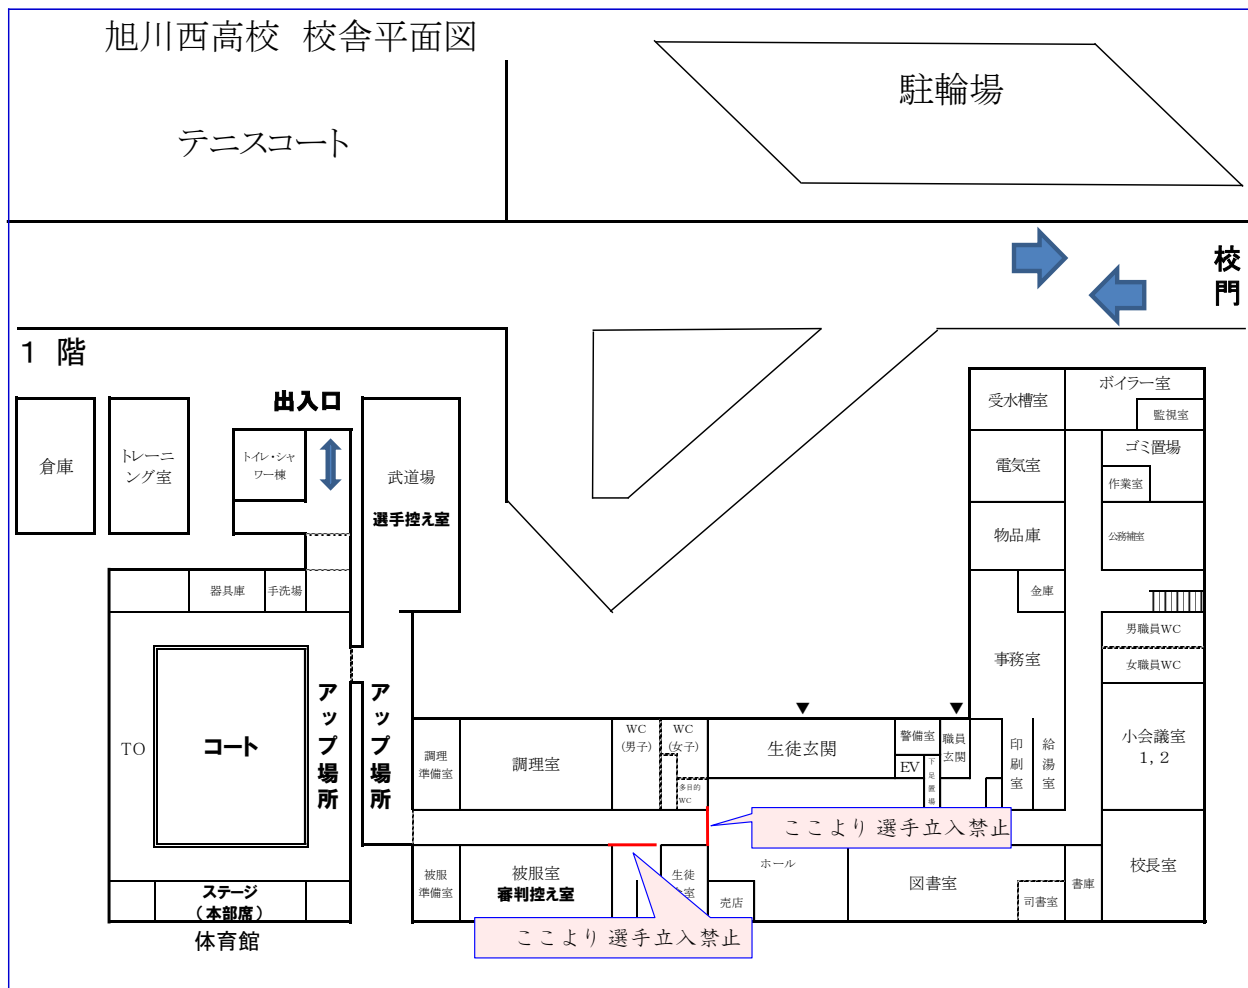 旭川西高校 校舎平面図
駐輪場
テニスコート
校
門
1 階
出入口
倉庫
トレーニ
ング室
トイレ・シャ
ワー棟
武道場
選手控え室
器具庫
手洗場
TO
コート
アップ場所
アップ場所
ステージ
(本部席)
体育館
受水槽室
ボイラー室
監視室
電気室
ゴミ置場
作業室
物品庫
公務補室
金庫
事務室
男職員WC
女職員WC
小会議室
1,2
調理
準備室
調理室
WC
(男子)
WC
(女子)
多目的
WC
生徒玄関
警備室
EV
下足置場
職員
玄関
印刷室
給湯室
ここより選手立入禁止
被服
準備室
被服室
審判控え室
生徒
室
ホール
売店
図書室
司書室
書庫
校長室
ここより選手立入禁止